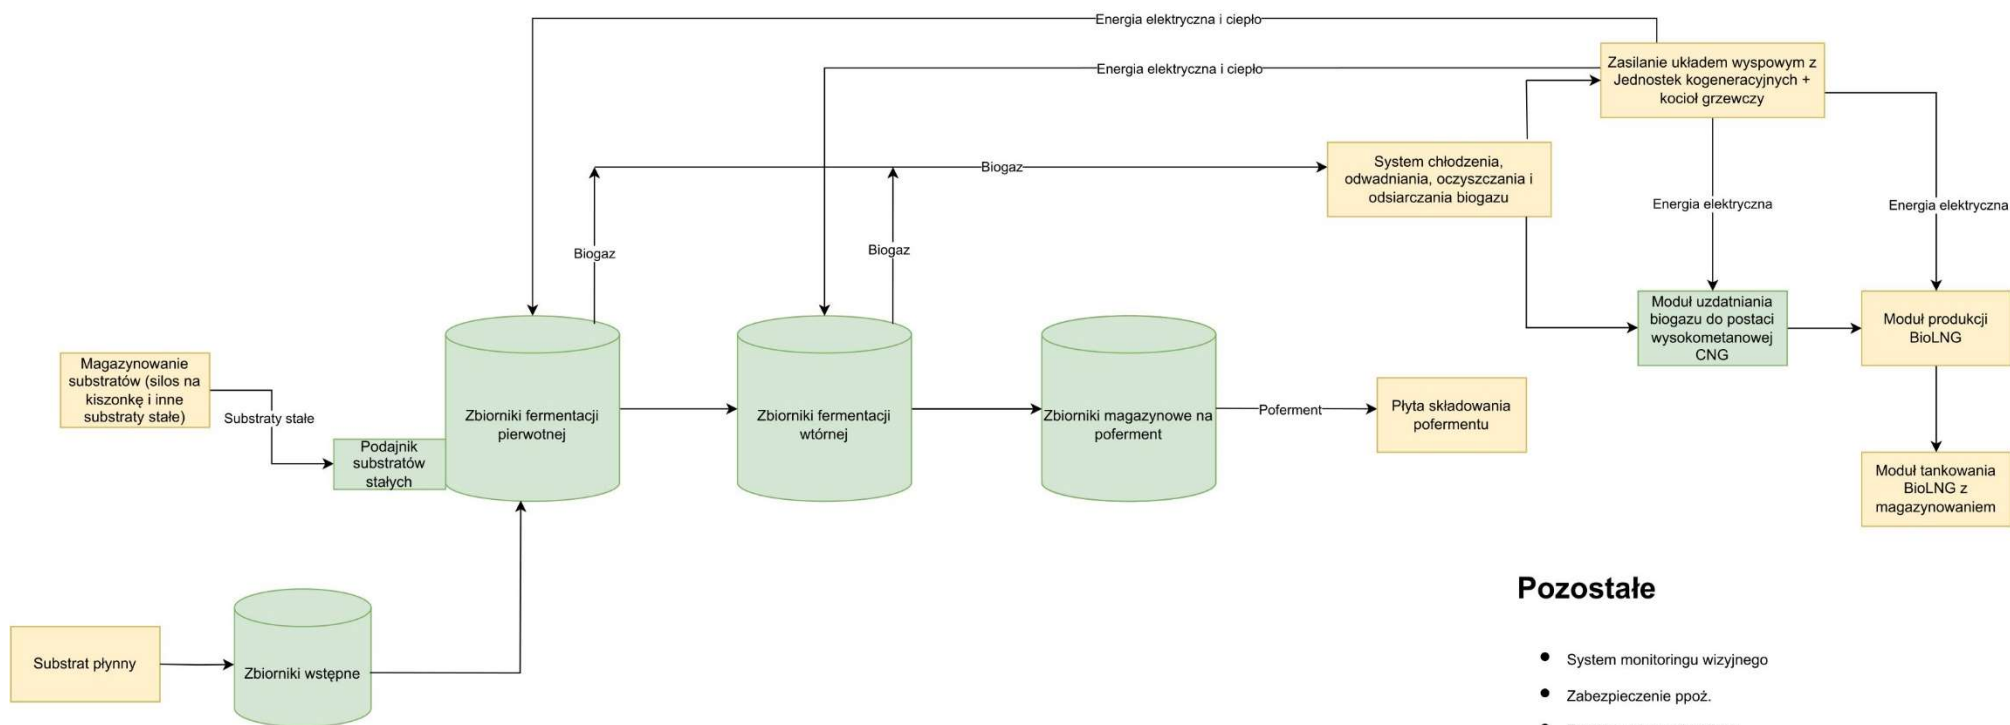 Energia elektryczna i ciepło
Energia elektryczna i ciepło
Zasilanie układem wyspowym z
Jednostek kogeneracyjnych +
kocioł grzewczy
Biogaz
System chłodzenia,
odwadniania, oczyszczania i
odsiarczania biogazu
Energia elektryczna
Energia elektryczna
Biogaz
Biogaz
Moduł uzdatniania
biogazu do postaci
wysokometanowej
CNG
Moduł produkcji
BioLNG
Magazynowanie
substratów (silos na
kiszonkę i inne
substraty stałe)
Substraty stałe
Podajnik
substratów
stałych
Zbiorniki fermentacji
pierwotnej
Zbiorniki fermentacji
wtórnej
Zbiorniki magazynowe na
poferment
Poferment
Płyta składowania
pofermentu
Moduł tankowania
BioLNG z
magazynowaniem
Substrat płynny
Zbiorniki wstępne
Pozostałe
System monitoringu wizyjnego
Zabezpieczenie ppoż.